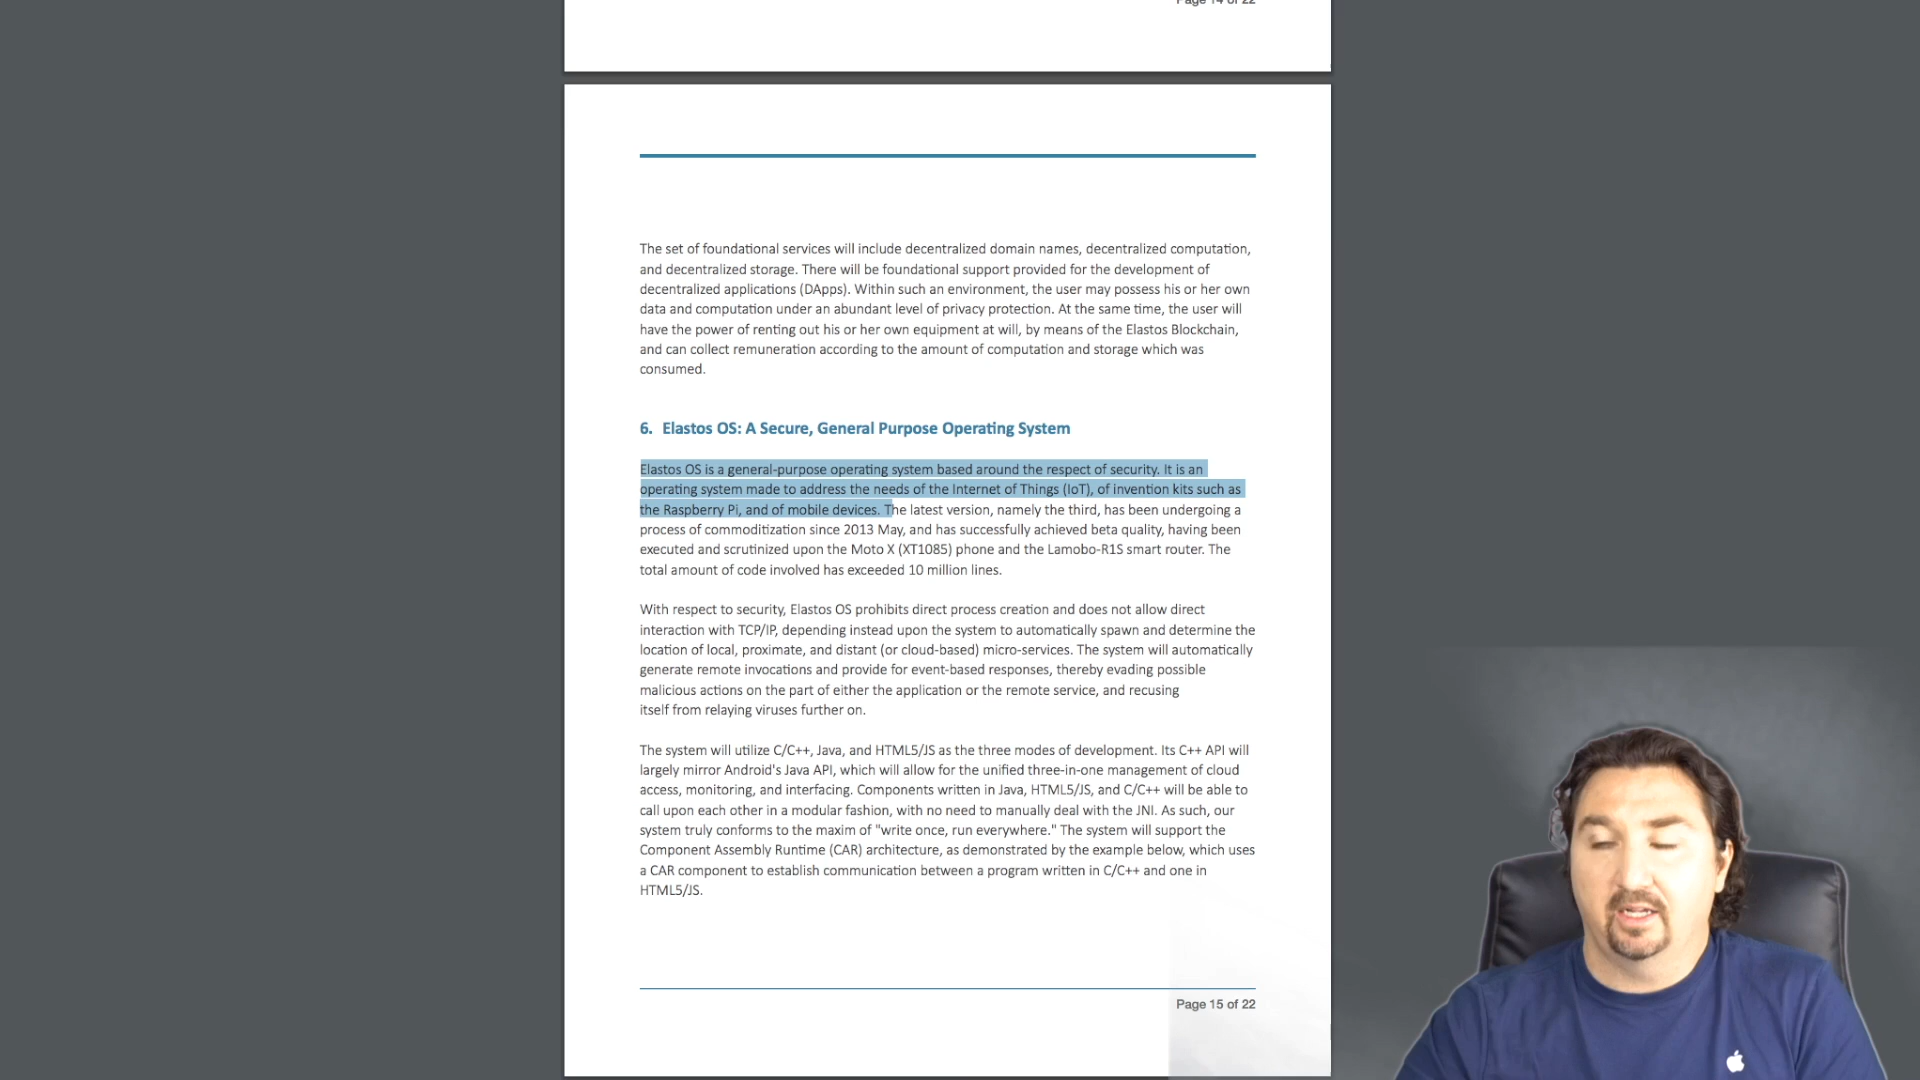 Page 14 of 22
The set of foundational services will include decentralized domain names, decentralized computation,
and decentralized storage. There will be foundational support provided for the development of
decentralized applications (DApps). Within such an environment, the user may possess his or her own
data and computation under an abundant level of privacy protection. At the same time, the user will
have the power of renting out his or her own equipment at will, by means of the Elastos Blockchain,
and can collect remuneration according to the amount of computation and storage which was
consumed.
6. Elastos OS: A Secure, General Purpose Operating System
Elastos OS is a general-purpose operating system based around the respect of security. It is an
operating system made to address the needs of the Internet of Things (IoT), of invention kits such as
the Raspberry Pi, and of mobile devices. The latest version, namely the third, has been undergoing a
process of commoditization since 2013 May, and has successfully achieved beta quality, having been
executed and scrutinized upon the Moto X (XT1085) phone and the Lamobo-R1S smart router. The
total amount of code involved has exceeded 10 million lines.
With respect to security, Elastos OS prohibits direct process creation and does not allow direct
interaction with TCP/IP, depending instead upon the system to automatically spawn and determine the
location of local, proximate, and distant (or cloud-based) micro-services. The system will automatically
generate remote invocations and provide for event-based responses, thereby evading possible
malicious actions on the part of either the application or the remote service, and recusing
itself from relaying viruses further on.
The system will utilize C/C++, Java, and HTML5/JS as the three modes of development. Its C++ API will
largely mirror Android's Java API, which will allow for the unified three-in-one management of cloud
access, monitoring, and interfacing. Components written in Java, HTML5/JS, and C/C++ will be able to
call upon each other in a modular fashion, with no need to manually deal with the JNI. As such, our
system truly conforms to the maxim of "write once, run everywhere." The system will support the
Component Assembly Runtime (CAR) architecture, as demonstrated by the example below, which uses
a CAR component to establish communication between a program written in C/C++ and one in
HTML5/JS.
Page 15 of 22